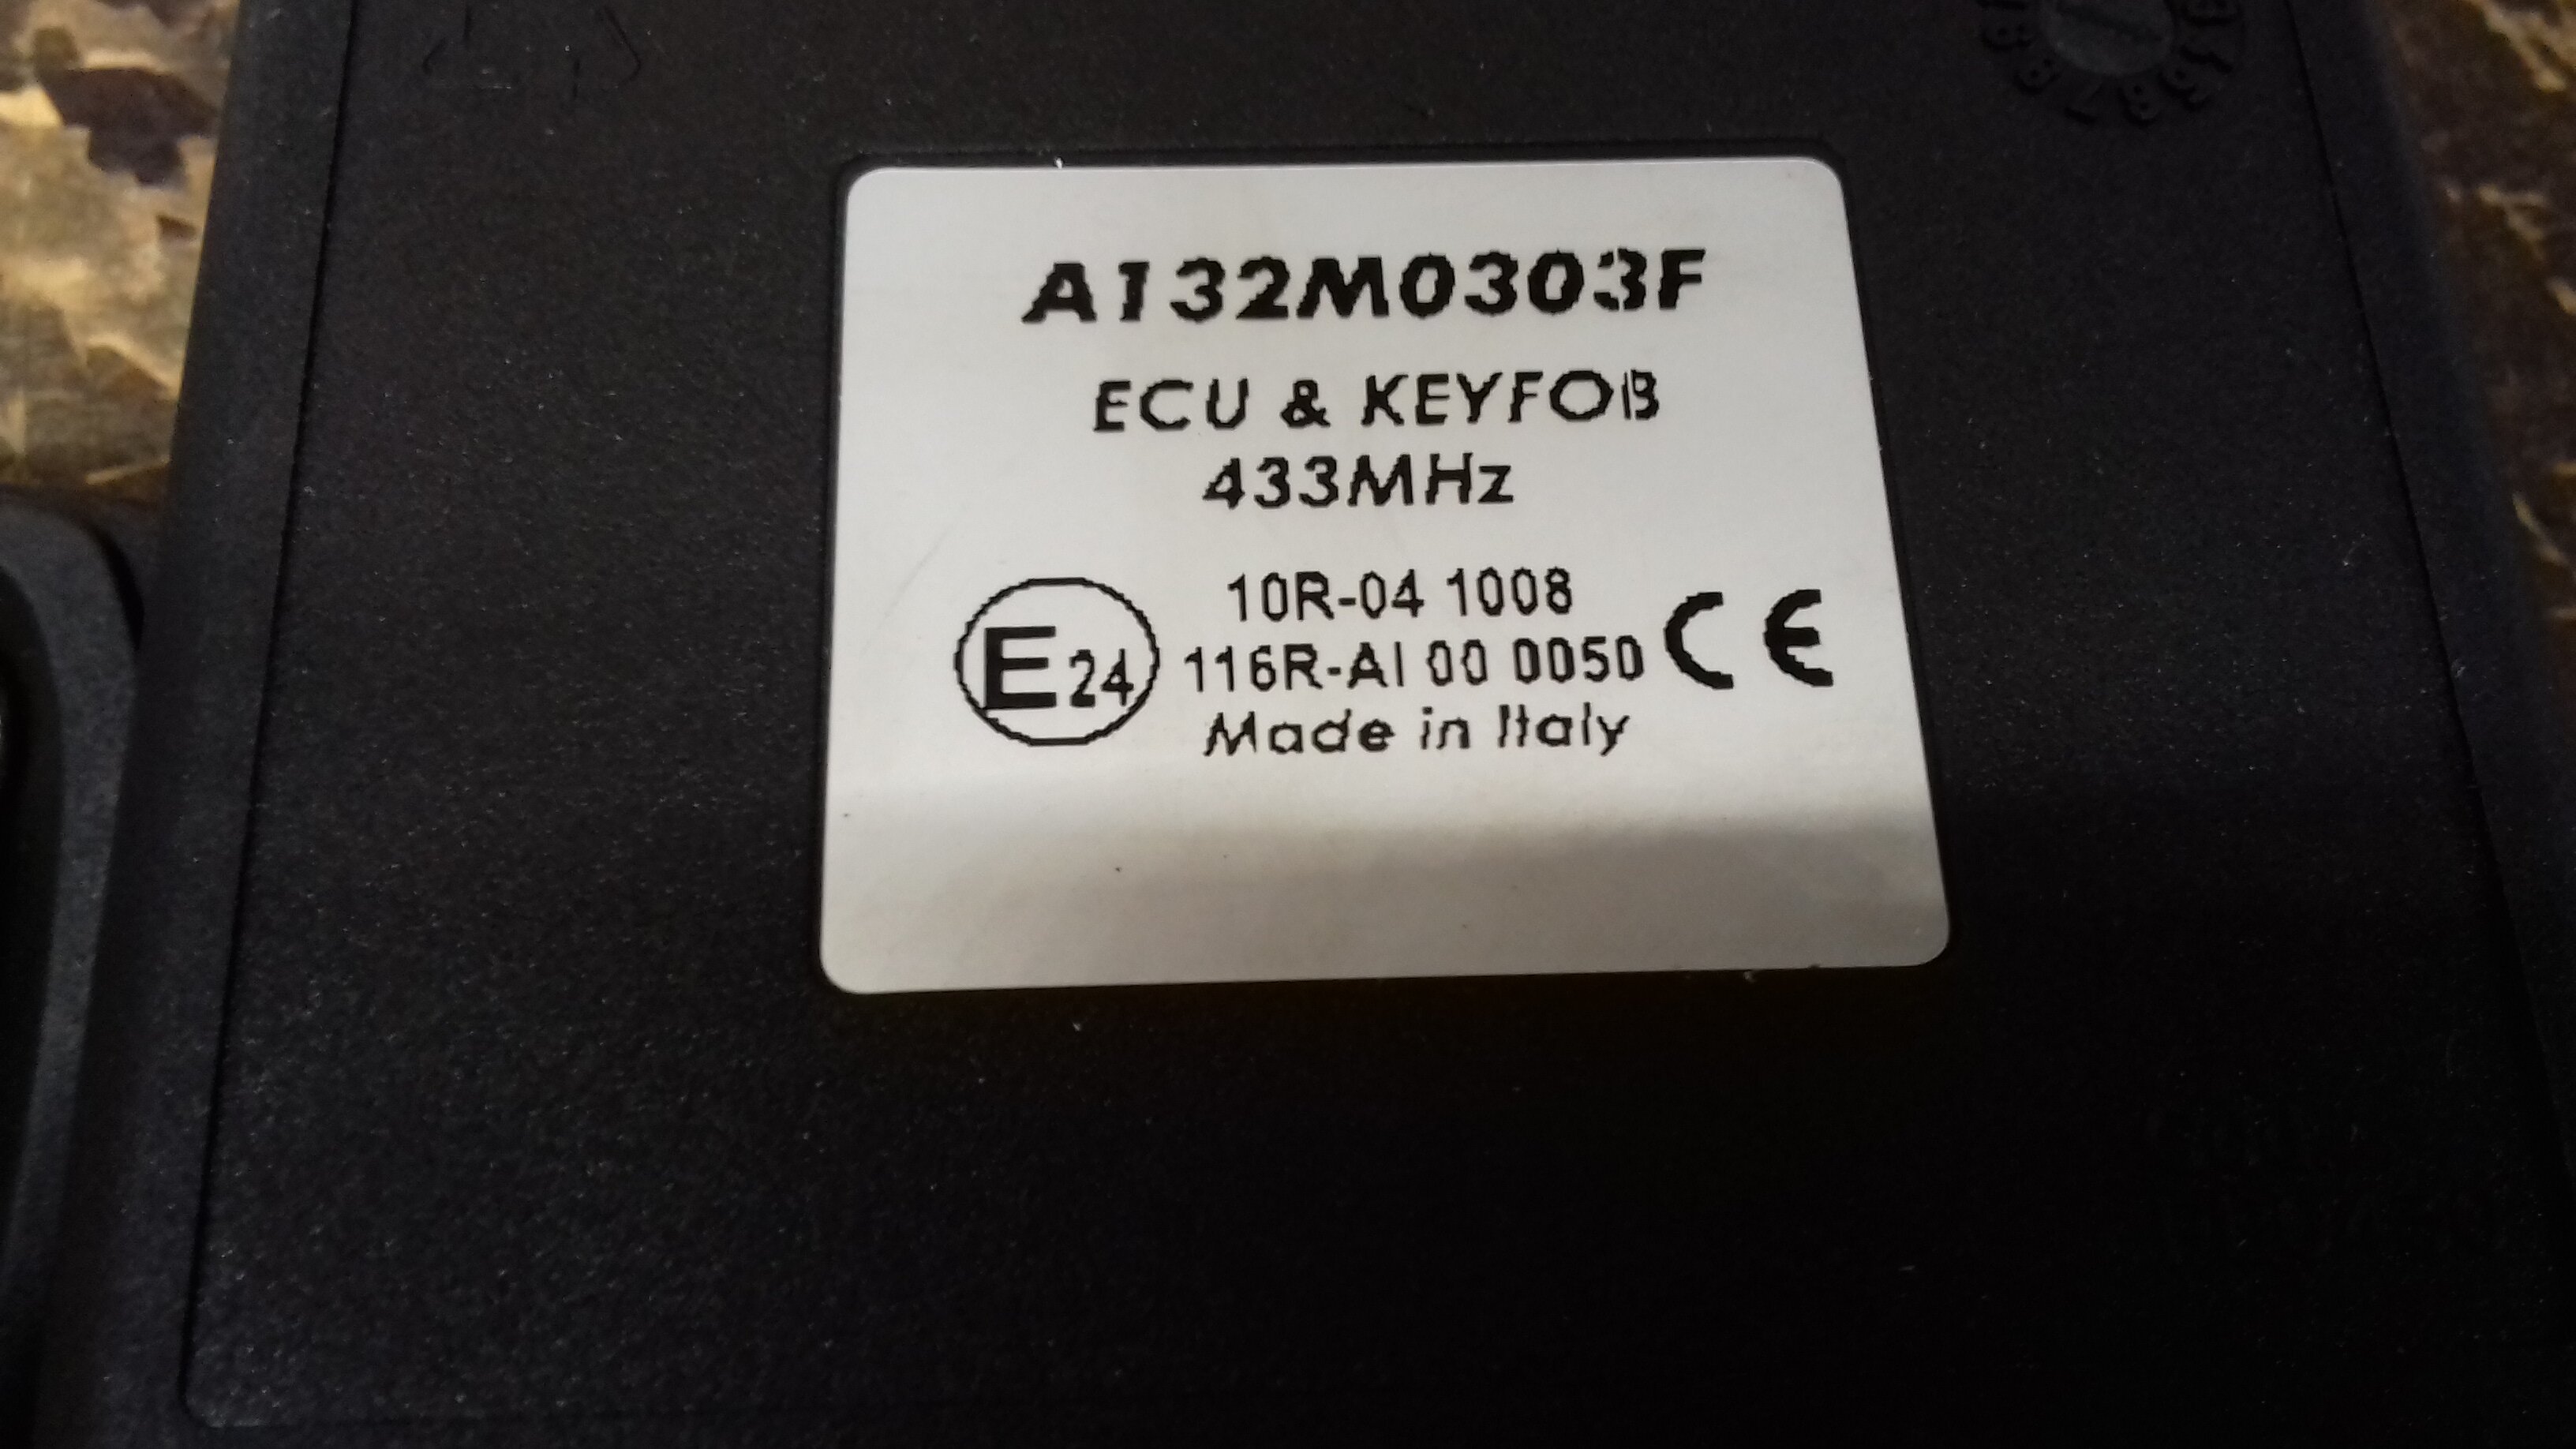 A132M0303F
ECU & KEYFOB
433MHz
E24
10R-04 1008
116R-AI 00 0050
CE
Made in Italy